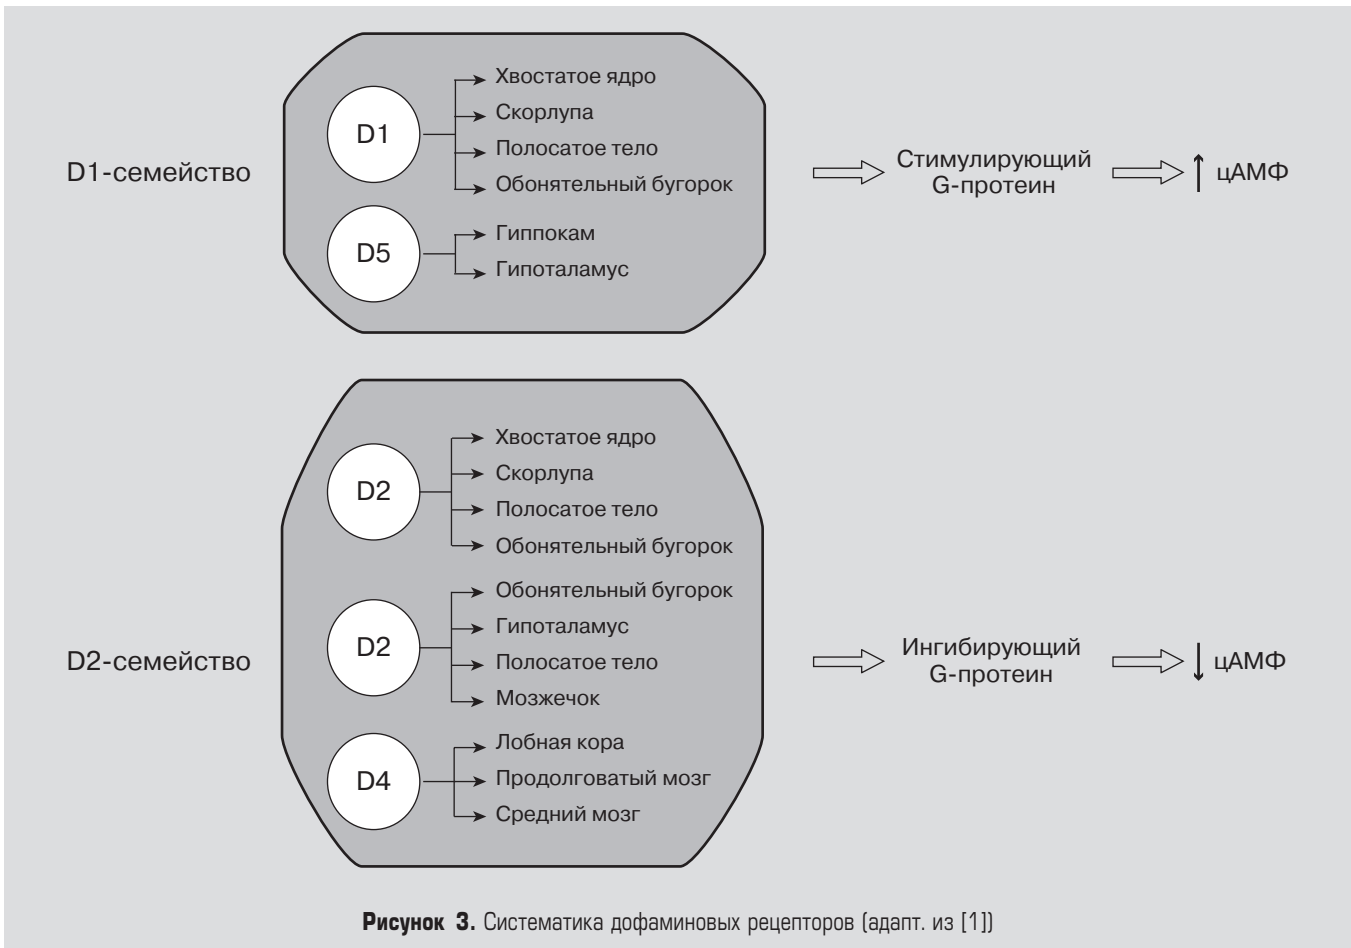 D1-семейство
D1
Хвостатое ядро
Скорлупа
Полосатое тело
Обонятельный бугорок
D5
Гиппокам
Гипоталамус
Стимулирующий
G-протеин
↑ цАМФ
D2-семейство
D2
Хвостатое ядро
Скорлупа
Полосатое тело
Обонятельный бугорок
D2
Обонятельный бугорок
Гипоталамус
Полосатое тело
Мозжечок
D4
Лобная кора
Продолговатый мозг
Средний мозг
Ингибирующий
G-протеин
↓ цАМФ
Рисунок 3. Систематика дофаминовых рецепторов (адапт. из [1])